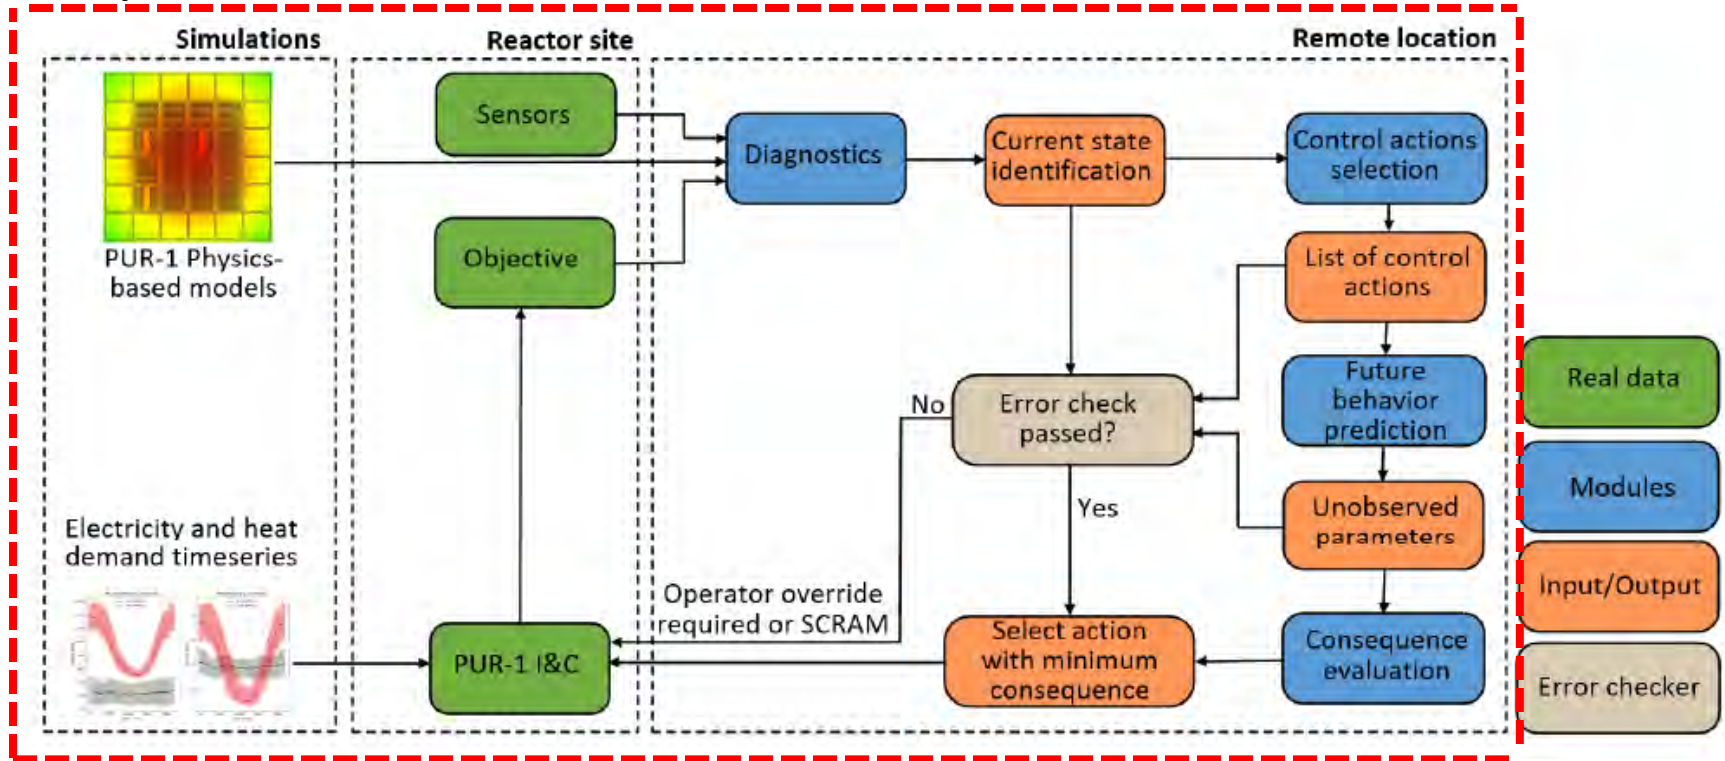 Simulations
Reactor site
Remote location
Sensors
Diagnostics
Current state
identification
Control actions
selection
PUR-1 Physics-
based models
Objective
List of control
actions
Future
behavior
prediction
No
Error check
passed?
Unobserved
parameters
Yes
Electricity and heat
demand timeseries
Operator override
required or SCRAM
PUR-1 I&C
Select action
with minimum
consequence
Consequence
evaluation
Real data
Modules
Input/Output
Error checker